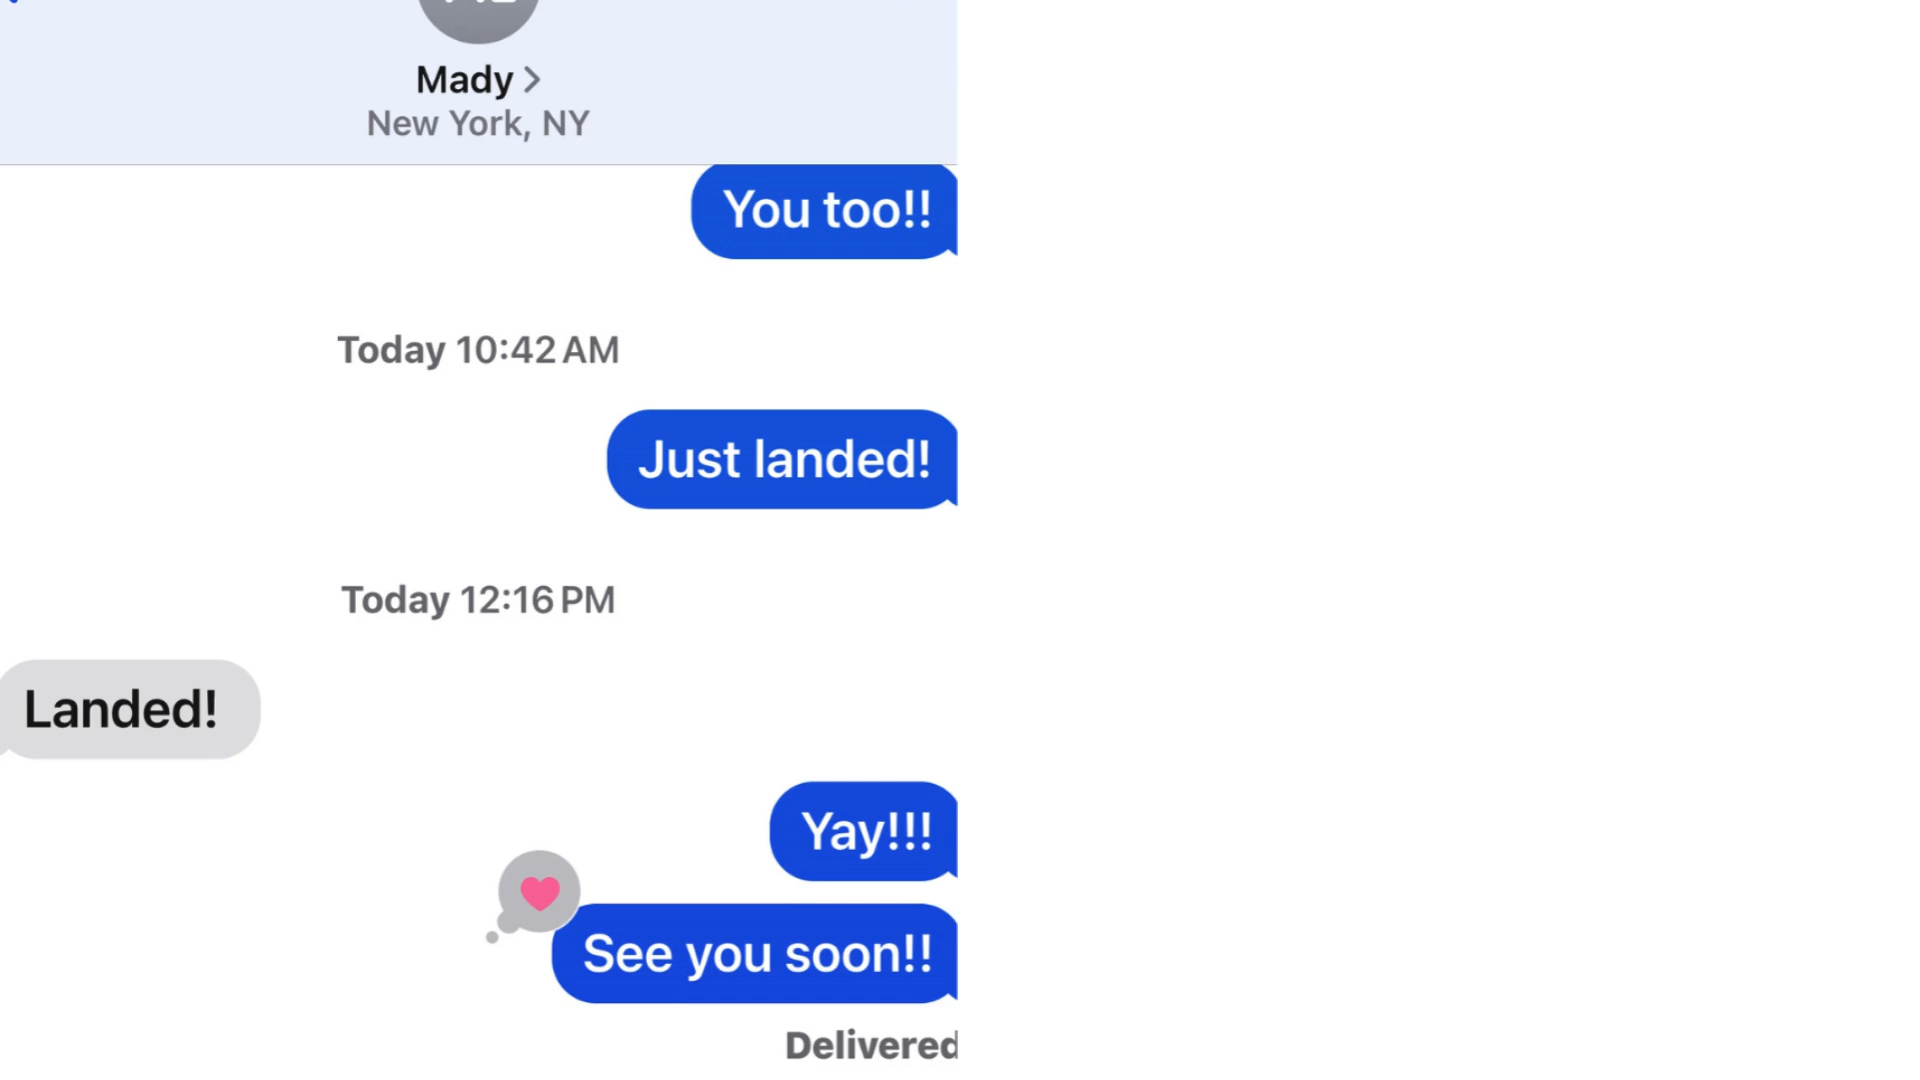 Mady
New York, NY
You too!!
Today 10:42 AM
Just landed!
Today 12:16 PM
Landed!
Yay!!!
See you soon!!
Delivered